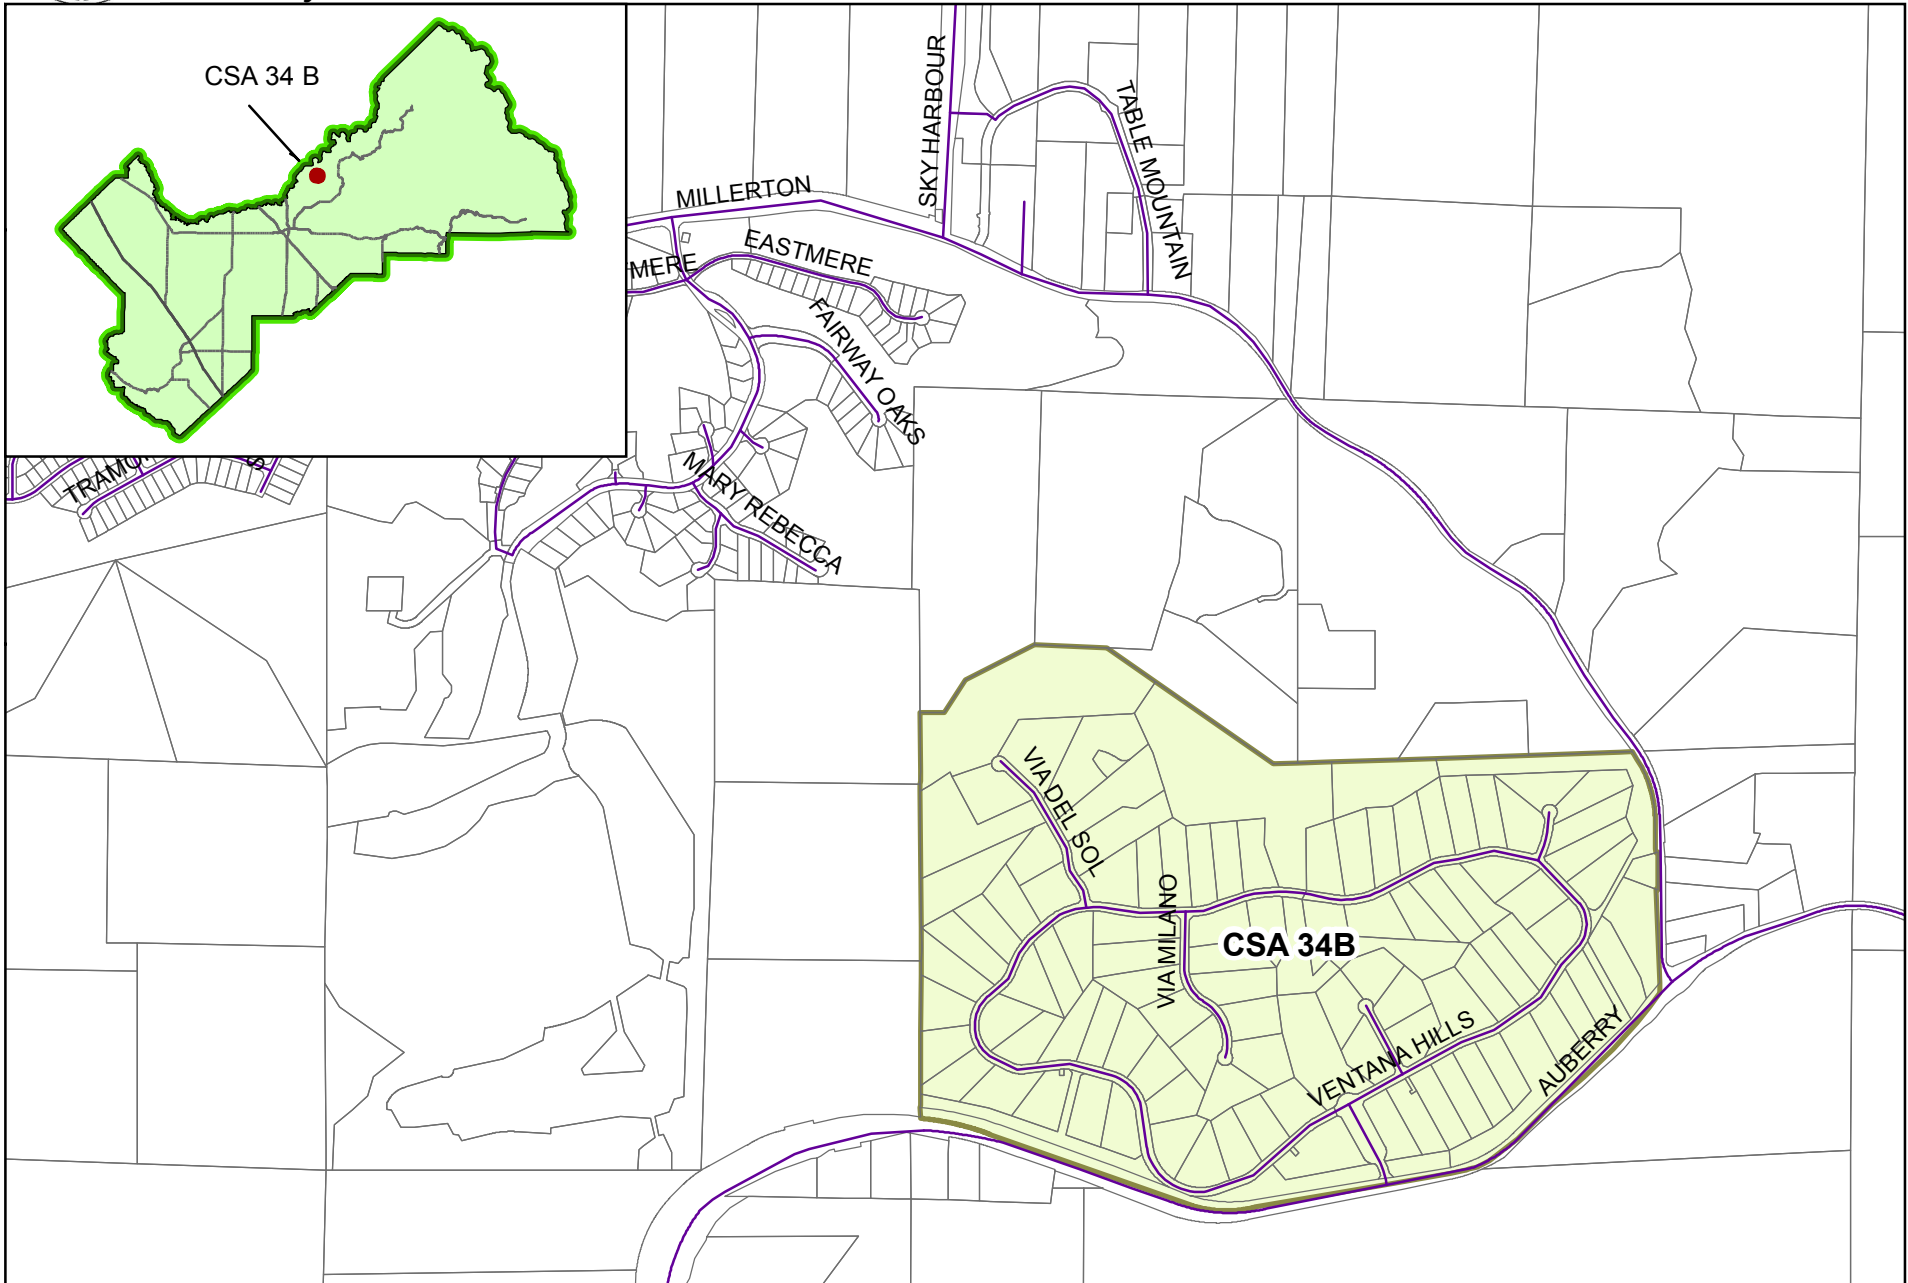 CSA 34 B
SKY HARBOUR
TABLE MOUNTAIN
MILLERTON
EASTMERE
MERE
FAIRWAY OAKS
MARY REBECCA
VIA DEL SOL
VIA MILANO
CSA 34B
VENTANA HILLS
AUBERRY